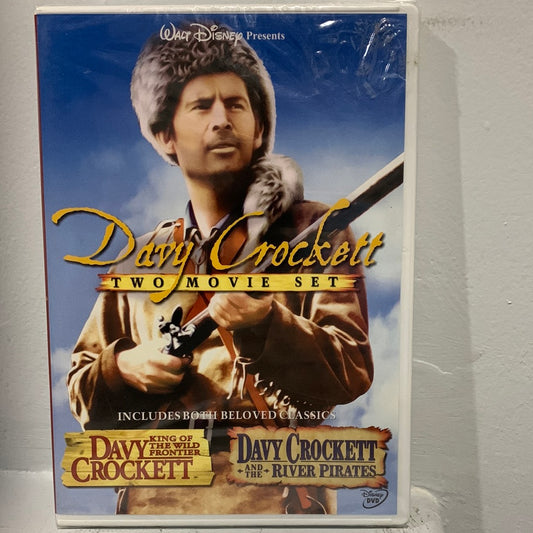 WALT DISNEY Presents
Davy Crockett
TWO MOVIE SET
INCLUDES BOTH BELOVED CLASSICS
DAVY CROCKETT
KING OF THE WILD FRONTIER
DAVY CROCKETT
AND THE RIVER PIRATES
Disney
DVD